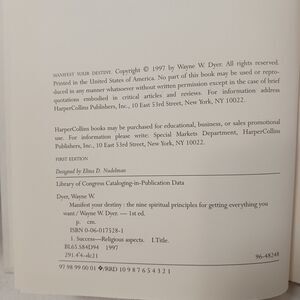 MANIFEST YOUR DESTINY. Copyright © 1997 by Wayne W. Dyer. All rights reserved.
Printed in the United States of America. No part of this book may be used or repro-
duced in any manner whatsoever without written permission except in the case of brief
quotations embodied in critical articles and reviews. For information address
HarperCollins Publishers, Inc., 10 East 53rd Street, New York, NY 10022.
HarperCollins books may be purchased for educational, business, or sales promotional
use. For information please write: Special Markets Department, HarperCollins
Publishers, Inc., 10 East 53rd Street, New York, NY 10022.
FIRST EDITION
Designed by Elina D. Nudelman
Library of Congress Cataloging-in-Publication Data
Dyer, Wayne W.
Manifest your destiny : the nine spiritual principles for getting everything you
want / Wayne W. Dyer. — 1st ed.
p. cm.
ISBN 0-06-017528-1
1. Success—Religious aspects. I.Title.
BL65.S84D94 1997
291.4'4-dc21 96-48248
97 98 99 00 01 ❖/RRD 10 9 8 7 6 5 4 3 2 1